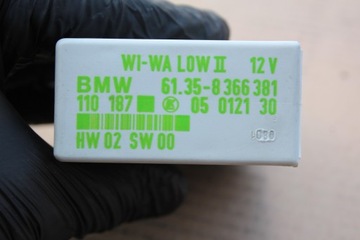 WI-WA LOW II 12 V
BMW 61.35-8 366 381
110 187 05 0121 30
HW 02 SW 00